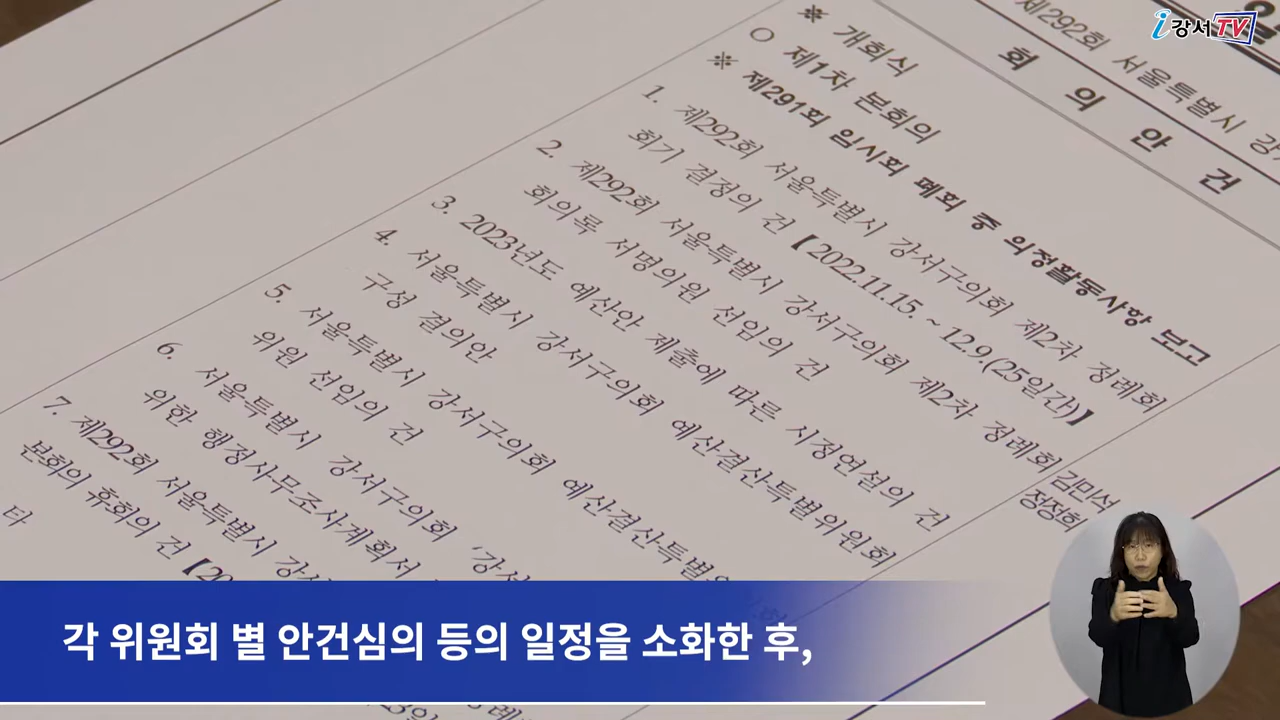 i강서TV
제292회 서울특별시
회 의 안 건
※ 개회식
○ 제1차 본회의
※ 제291회 임시회 폐회 중 의정활동사항 보고
1. 제292회 서울특별시 강서구의회 제2차 정례회
회기 결정의 건【2022.11.15. ~ 12.9(25일간)】
2. 제292회 서울특별시 강서구의회 제2차 정례회
회의록 서명의원 선임의 건
김민석
정정희
3. 2023년도 예산안 제출에 따른 시정연설의 건
4. 서울특별시 강서구의회 예산결산특별위원회
구성 결의안
5. 서울특별시 강서구의회 예산결산특별
위원 선임의 건
6. 서울특별시 강서구의회 '강서
위한 행정사무조사계획서
7. 제292회 서울특별시 강서
본회의 휴회의 건【20
타
각 위원회 별 안건심의 등의 일정을 소화한 후,